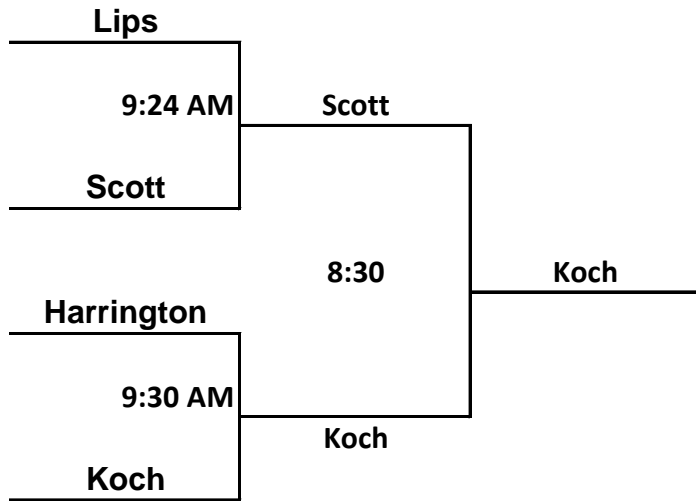 Lips
9:24 AM
Scott
Scott
8:30
Koch
Harrington
9:30 AM
Koch
Koch